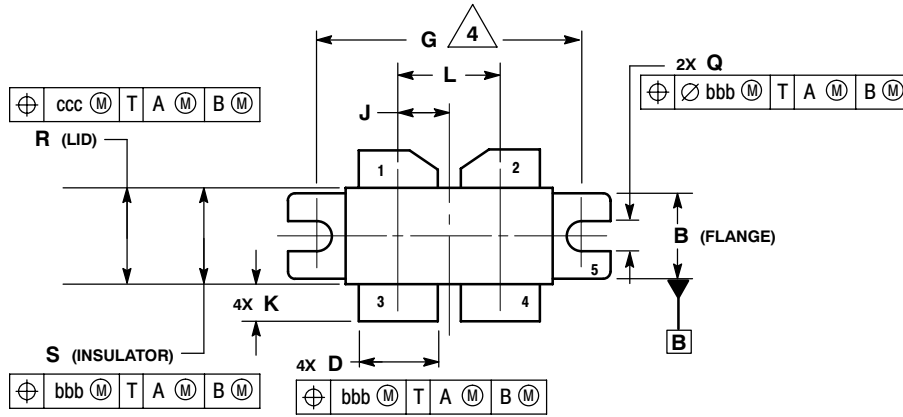 G 4
2X Q
⌖ ⌀ bbb Ⓜ T A Ⓜ B Ⓜ
L
⌖ ccc Ⓜ T A Ⓜ B Ⓜ
J
R (LID)
1 2
B (FLANGE)
5
4X K
3 4
B
S (INSULATOR)
4X D
⌖ bbb Ⓜ T A Ⓜ B Ⓜ
⌖ bbb Ⓜ T A Ⓜ B Ⓜ